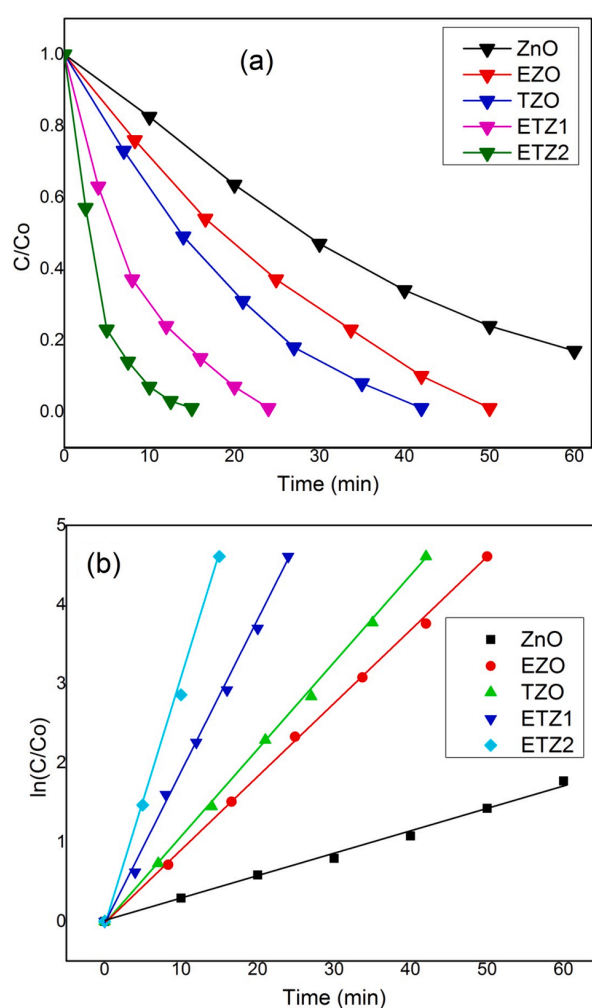 (a)
ZnO
EZO
TZO
ETZ1
ETZ2
1.0
0.8
0.6
0.4
0.2
0.0
C/Co
0 10 20 30 40 50 60
Time (min)
(b)
ZnO
EZO
TZO
ETZ1
ETZ2
5
4
3
2
1
0
ln(C/Co)
0 10 20 30 40 50 60
Time (min)